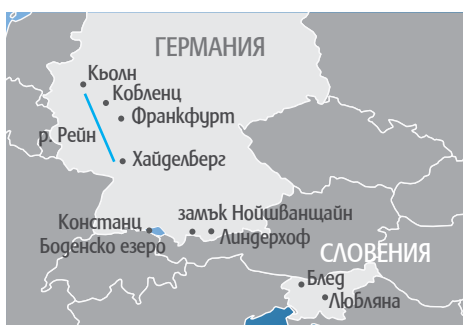 ГЕРМАНИЯ
Кьолн
Кобленц
Франкфурт
р. Рейн
Хайделберг
Констанц
замък Нойшванщайн
Боденско езеро
Линдерхоф
СЛОВЕНИЯ
Блед
Любляна